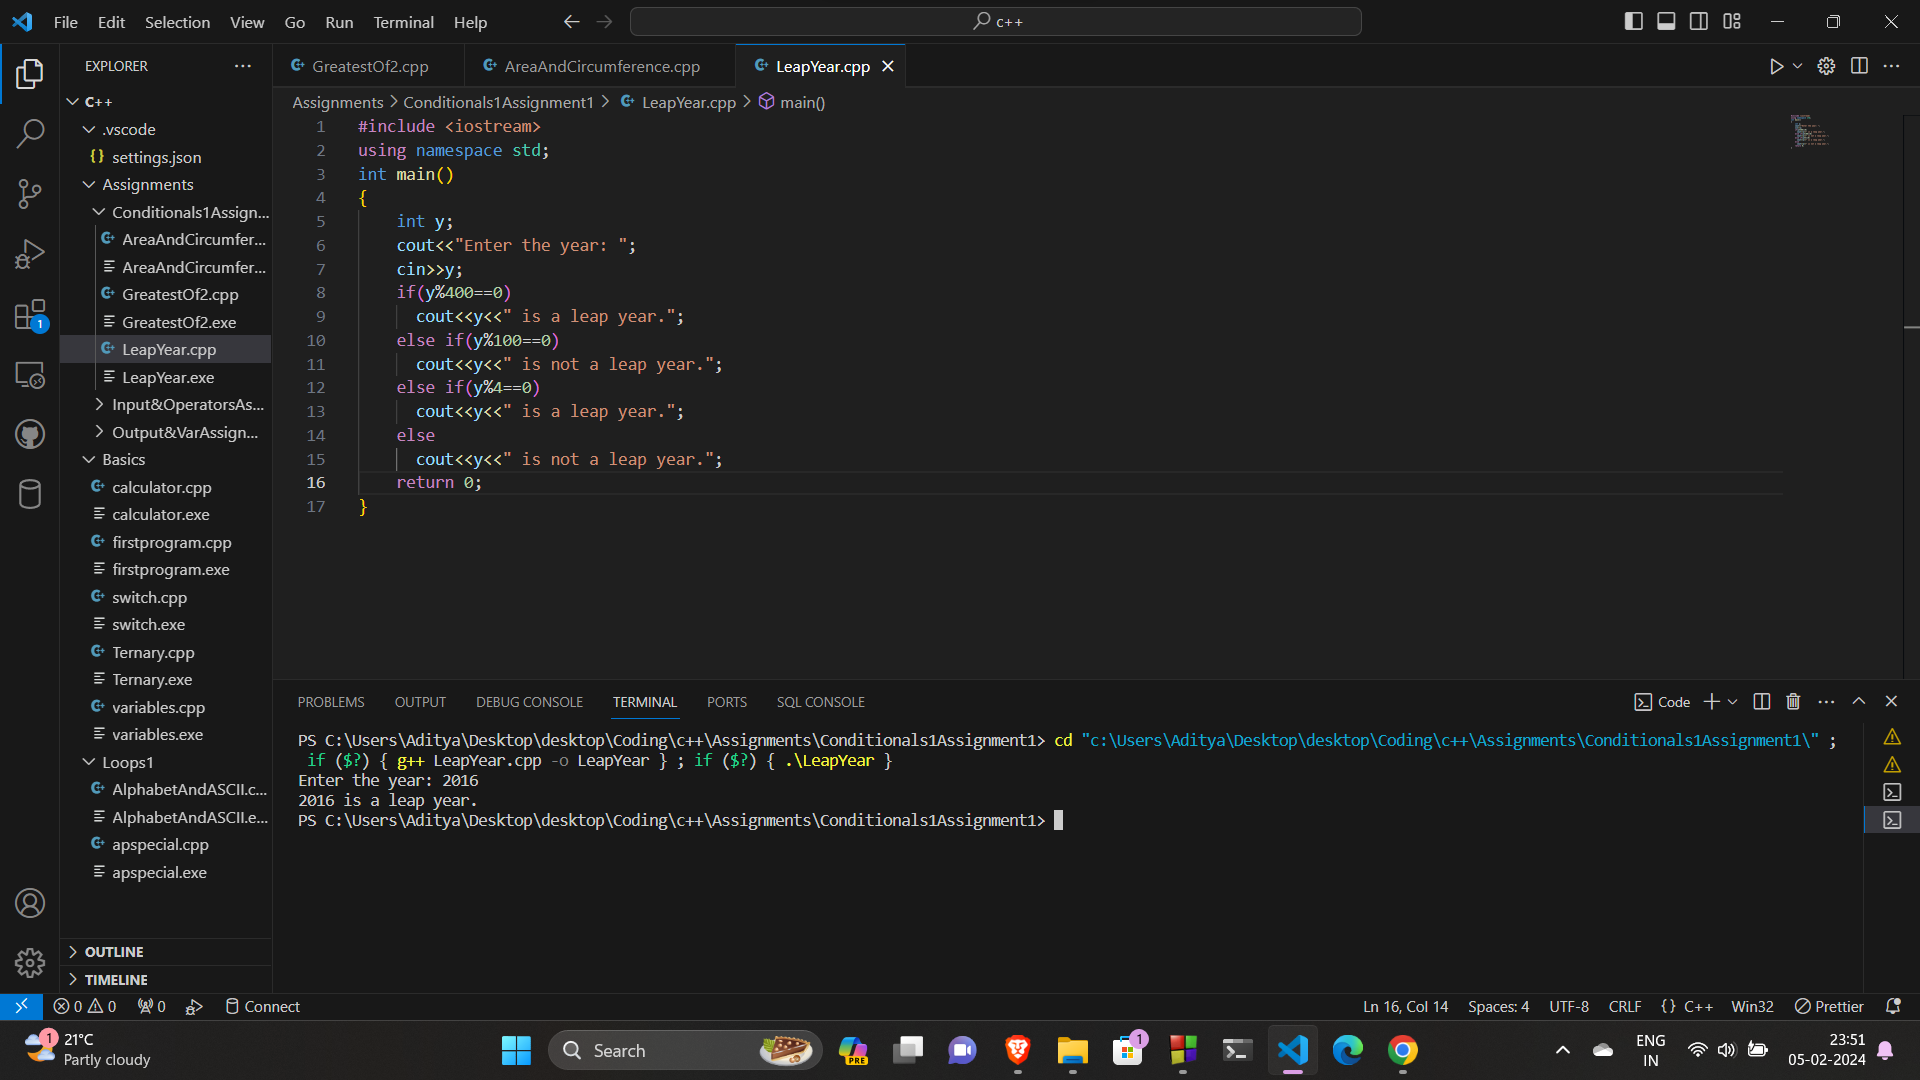 File Edit Selection View Go Run Terminal Help
c++
EXPLORER
C++
.vscode
{} settings.json
Assignments
Conditionals1Assign...
AreaAndCircumfer...
AreaAndCircumfer...
GreatestOf2.cpp
GreatestOf2.exe
LeapYear.cpp
LeapYear.exe
Input&OperatorsAs...
Output&VarAssign...
Basics
calculator.cpp
calculator.exe
firstprogram.cpp
firstprogram.exe
switch.cpp
switch.exe
Ternary.cpp
Ternary.exe
variables.cpp
variables.exe
Loops1
AlphabetAndASCII.c...
AlphabetAndASCII.e...
apspecial.cpp
apspecial.exe
OUTLINE
TIMELINE
1
GreatestOf2.cpp AreaAndCircumference.cpp LeapYear.cpp
Assignments > Conditionals1Assignment1 > LeapYear.cpp > main()
1 #include <iostream>
2 using namespace std;
3 int main()
4 {
5 int y;
6 cout<<"Enter the year: ";
7 cin>>y;
8 if(y%400==0)
9 cout<<y<<" is a leap year.";
10 else if(y%100==0)
11 cout<<y<<" is not a leap year.";
12 else if(y%4==0)
13 cout<<y<<" is a leap year.";
14 else
15 cout<<y<<" is not a leap year.";
16 return 0;
17 }
PROBLEMS OUTPUT DEBUG CONSOLE TERMINAL PORTS SQL CONSOLE
Code
PS C:\Users\Aditya\Desktop\desktop\Coding\c++\Assignments\Conditionals1Assignment1> cd "c:\Users\Aditya\Desktop\desktop\Coding\c++\Assignments\Conditionals1Assignment1\" ;
if ($?) { g++ LeapYear.cpp -o LeapYear } ; if ($?) { .\LeapYear }
Enter the year: 2016
2016 is a leap year.
PS C:\Users\Aditya\Desktop\desktop\Coding\c++\Assignments\Conditionals1Assignment1>
0 0 0 Connect
Ln 16, Col 14 Spaces: 4 UTF-8 CRLF {} C++ Win32 Prettier
1
21°C
Partly cloudy
Search
PRE
1
ENG
IN
23:51
05-02-2024